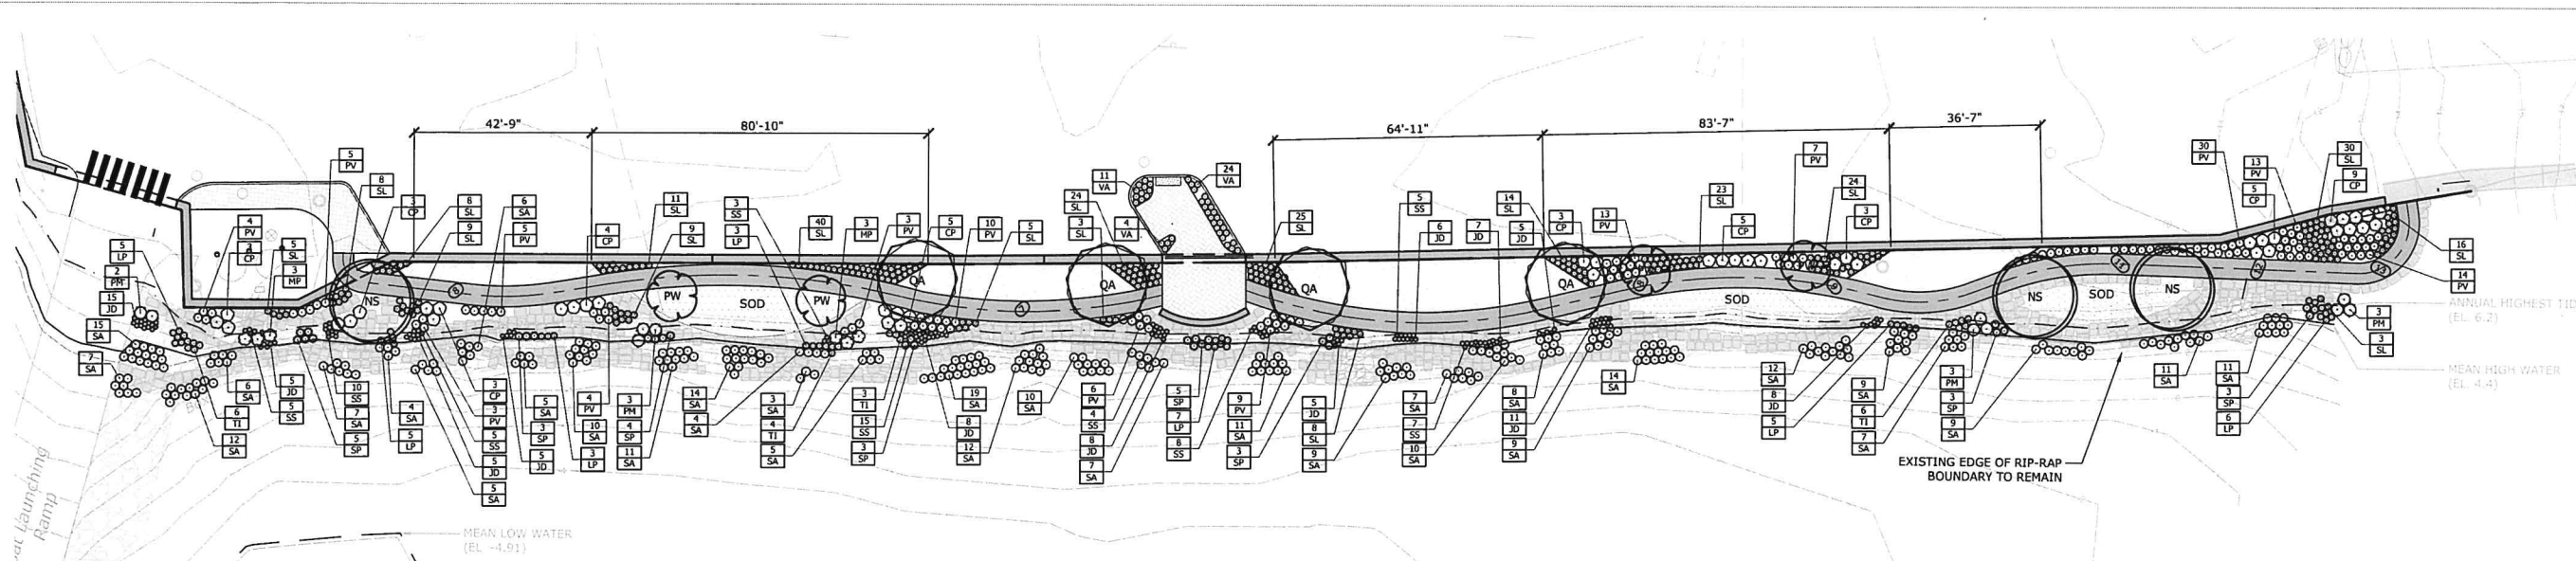 42'-9"
80'-10"
64'-11"
83'-7"
36'-7"
5
PV
8
SL
3
CP
8
SL
9
SL
6
SA
5
PV
4
CP
11
SL
9
SL
3
SS
3
LP
40
SL
3
MP
3
PV
5
CP
10
PV
5
SL
24
SL
3
SL
11
VA
4
VA
24
VA
25
SL
5
SS
6
JD
7
JD
14
SL
5
JD
3
CP
13
PV
23
SL
5
CP
7
PV
24
SL
3
CP
30
PV
13
PV
5
CP
30
SL
9
CP
16
SL
14
PV
4
PV
CP
5
SL
3
MP
5
LP
2
PM
15
JD
15
SA
7
SA
NS
PW
SOD
PW
QA
QA
QA
QA
SOD
NS
SOD
NS
ANNUAL HIGHEST TID
(EL. 6.2)
3
PM
3
SL
MEAN HIGH WATER
(EL. 4.4)
6
SA
6
TI
12
SA
5
JD
5
SS
10
SS
7
SA
5
SP
4
SA
5
LP
3
CP
3
PV
5
SS
5
JD
5
SA
5
SA
3
SP
5
JD
4
PV
10
SA
3
LP
3
PM
4
SP
11
SA
14
SA
4
SA
3
SA
4
TI
5
SA
3
TI
15
SS
3
SP
19
SA
8
JD
12
SA
10
SA
6
PV
4
SS
8
JD
7
SA
5
SP
7
LP
8
SS
9
PV
11
SA
3
SP
5
JD
8
SL
9
SA
7
SA
7
SS
10
SA
8
SA
11
JD
9
SA
14
SA
12
SA
8
JD
5
LP
9
SA
6
TI
7
SA
3
PM
3
SP
9
SA
11
SA
11
SA
3
SP
6
LP
EXISTING EDGE OF RIP-RAP
BOUNDARY TO REMAIN
Launching
Ramp
MEAN LOW WATER
(EL. -4.91)